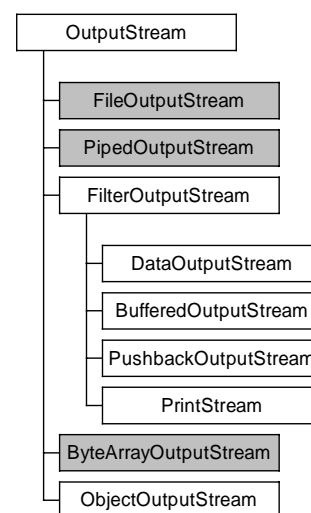 OutputStream
FileOutputStream
PipedOutputStream
FilterOutputStream
DataOutputStream
BufferedOutputStream
PushbackOutputStream
PrintStream
ByteArrayOutputStream
ObjectOutputStream